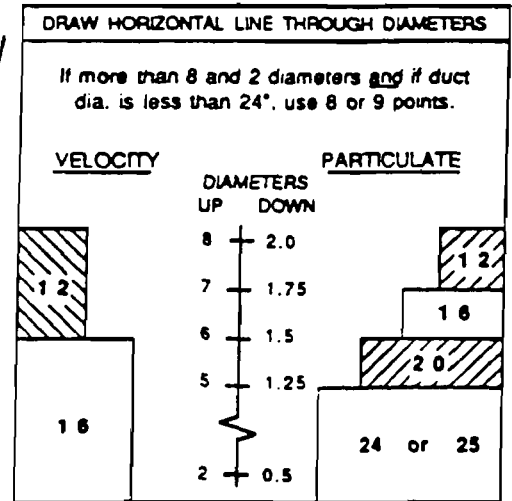 DRAW HORIZONTAL LINE THROUGH DIAMETERS
If more than 8 and 2 diameters and if duct
dia. is less than 24", use 8 or 9 points.
VELOCITY
PARTICULATE
DIAMETERS
UP DOWN
8 2.0
12
12
7 1.75
16
6 1.5
20
5 1.25
16
24 or 25
2 0.5